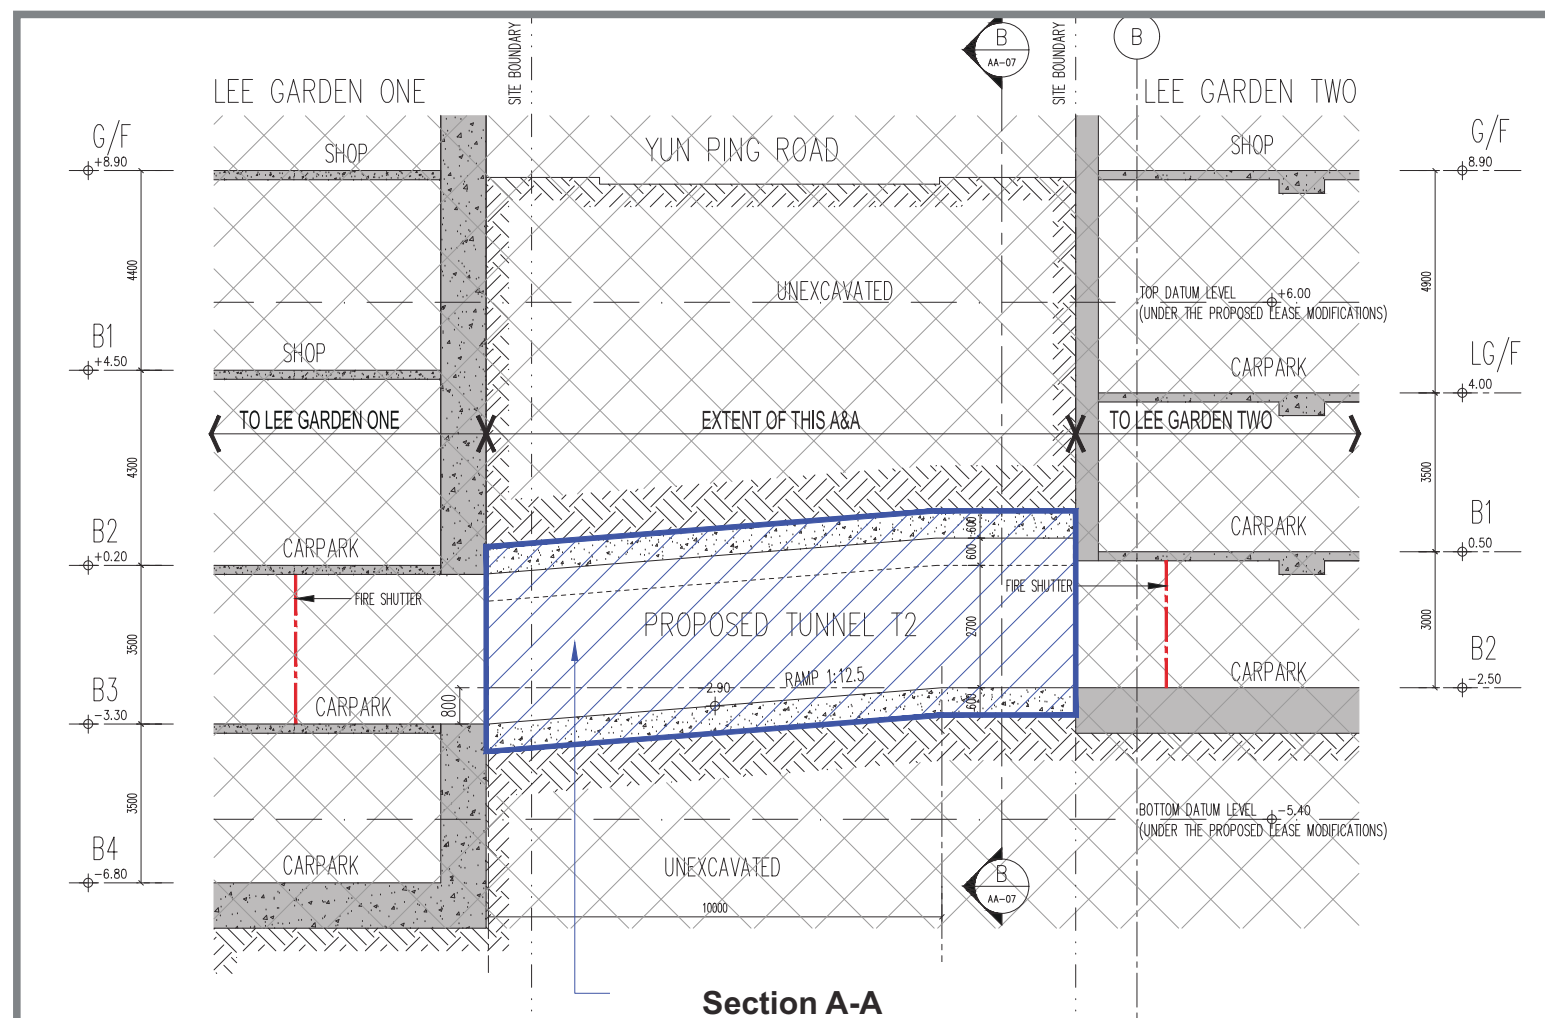 SITE BOUNDARY
B
AA-07
SITE BOUNDARY
B
LEE GARDEN ONE
LEE GARDEN TWO
G/F
+8.90
SHOP
YUN PING ROAD
SHOP
G/F
8.90
4400
UNEXCAVATED
TOP DATUM LEVEL +6.00
(UNDER THE PROPOSED LEASE MODIFICATIONS)
4900
B1
+4.50
SHOP
CARPARK
LG/F
4.00
TO LEE GARDEN ONE
EXTENT OF THIS A&A
TO LEE GARDEN TWO
4300
3500
B2
+0.20
CARPARK
600
600
CARPARK
B1
0.50
FIRE SHUTTER
FIRE SHUTTER
PROPOSED TUNNEL T2
2700
3500
3000
RAMP 1:12.5
-2.90
CARPARK
B2
-2.50
B3
-3.30
CARPARK
800
600
3500
BOTTOM DATUM LEVEL -5.40
(UNDER THE PROPOSED LEASE MODIFICATIONS)
B4
-6.80
CARPARK
UNEXCAVATED
B
AA-07
10000
Section A-A